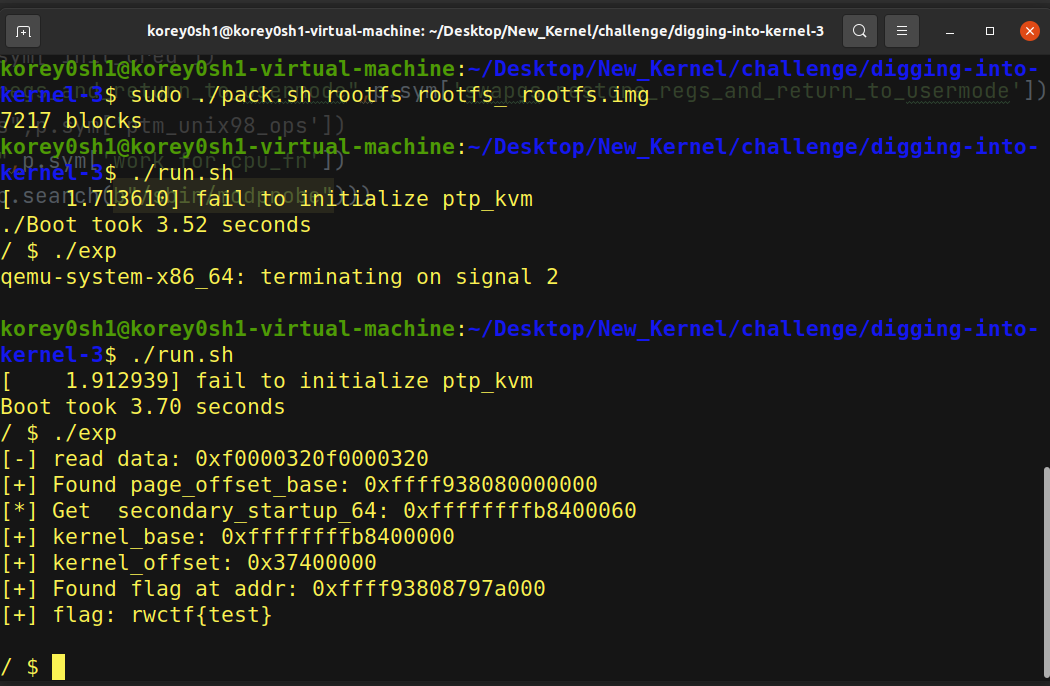 korey0sh1@korey0sh1-virtual-machine: ~/Desktop/New_Kernel/challenge/digging-into-kernel-3
korey0sh1@korey0sh1-virtual-machine:~/Desktop/New_Kernel/challenge/digging-into-
kernel-3$ sudo ./pack.sh rootfs rootfs_ rootfs.img
7217 blocks
korey0sh1@korey0sh1-virtual-machine:~/Desktop/New_Kernel/challenge/digging-into-
kernel-3$ ./run.sh
[    1.713610] fail to initialize ptp_kvm
./Boot took 3.52 seconds
/ $ ./exp
qemu-system-x86_64: terminating on signal 2
korey0sh1@korey0sh1-virtual-machine:~/Desktop/New_Kernel/challenge/digging-into-
kernel-3$ ./run.sh
[    1.912939] fail to initialize ptp_kvm
Boot took 3.70 seconds
/ $ ./exp
[-] read data: 0xf0000320f0000320
[+] Found page_offset_base: 0xffff938080000000
[*] Get  secondary_startup_64: 0xffffffffb8400060
[+] kernel_base: 0xffffffffb8400000
[+] kernel_offset: 0x37400000
[+] Found flag at addr: 0xffff93808797a000
[+] flag: rwctf{test}
/ $